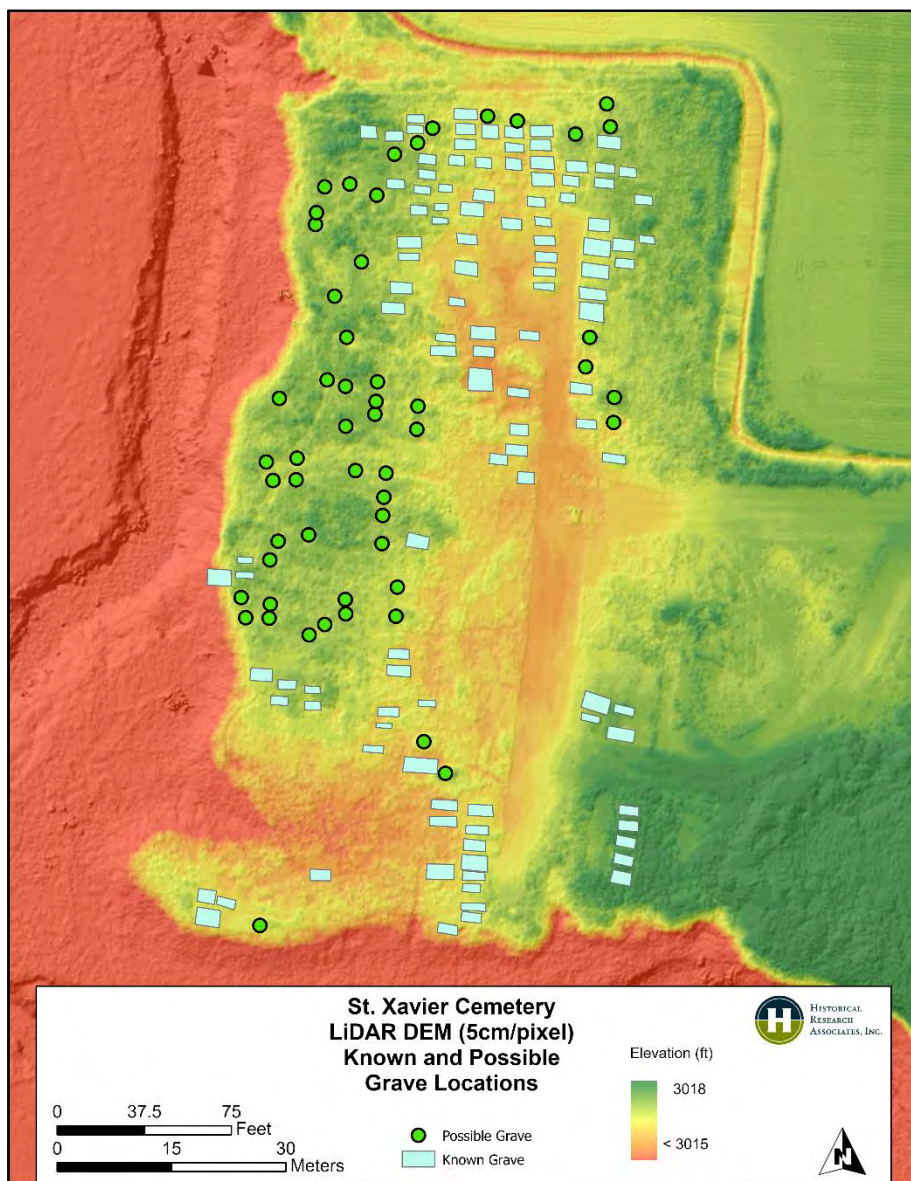 St. Xavier Cemetery
LiDAR DEM (5cm/pixel)
Known and Possible
Grave Locations
H
HISTORICAL
RESEARCH
ASSOCIATES, INC.
0 37.5 75
Feet
0 15 30
Meters
Possible Grave
Known Grave
Elevation (ft)
3018
< 3015
N